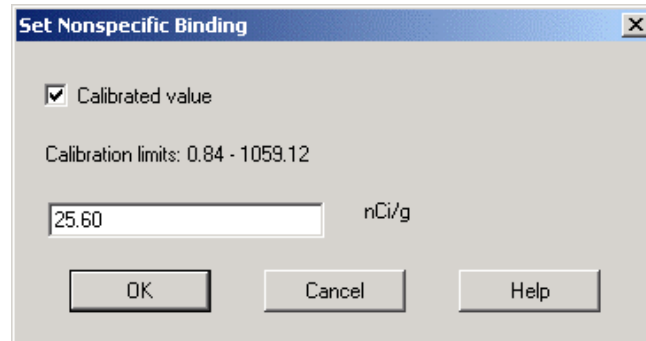 Set Nonspecific Binding
Calibrated value
Calibration limits: 0.84 - 1059.12
25.60 nCi/g
OK Cancel Help